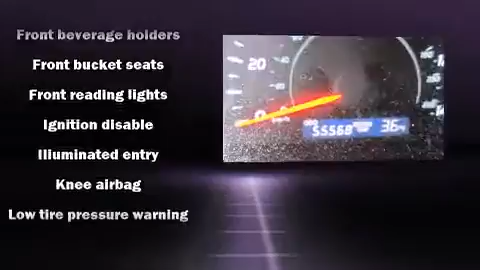 Front beverage holders
Front bucket seats
Front reading lights
Ignition disable
Illuminated entry
Knee airbag
Low tire pressure warning
20
0
55568